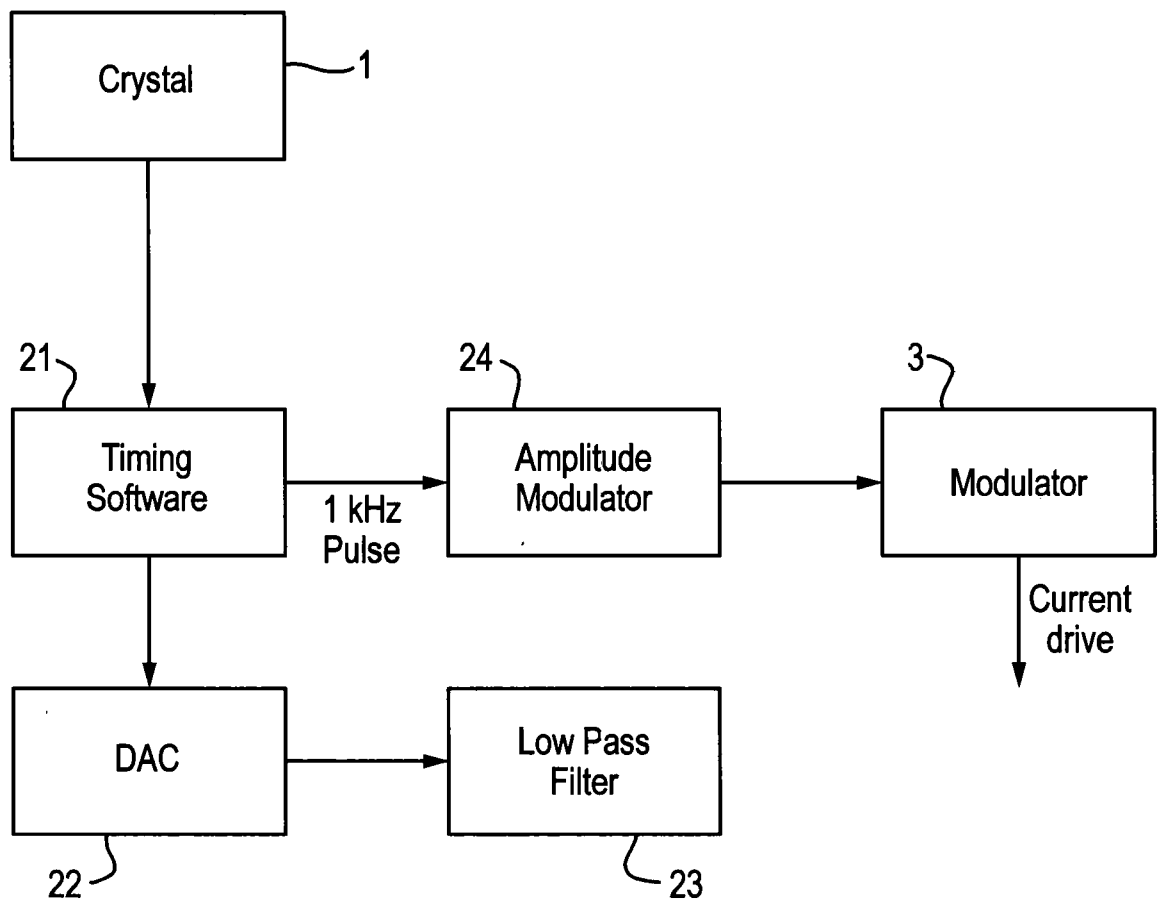 Crystal
1
21
24
3
Timing
Software
1 kHz
Pulse
Amplitude
Modulator
Modulator
Current
drive
DAC
Low Pass
Filter
22
23